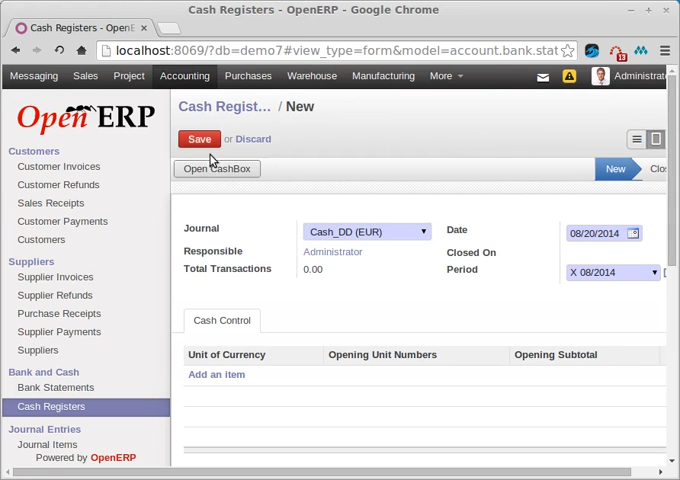 Cash Registers - OpenERP - Google Chrome
Cash Registers - OpenE
localhost:8069/?db=demo7#view_type=form&model=account.bank.stat
13
Messaging Sales Project Accounting Purchases Warehouse Manufacturing More Administrat
Open ERP
Cash Regist... / New
Save or Discard
Open CashBox
New Clos
Customers
Customer Invoices
Customer Refunds
Sales Receipts
Customer Payments
Customers
Suppliers
Supplier Invoices
Supplier Refunds
Purchase Receipts
Supplier Payments
Suppliers
Bank and Cash
Bank Statements
Cash Registers
Journal Entries
Journal Items
Powered by OpenERP
Journal Cash_DD (EUR)
Responsible Administrator
Total Transactions 0.00
Date 08/20/2014
Closed On
Period X 08/2014
Cash Control
Unit of Currency Opening Unit Numbers Opening Subtotal
Add an item